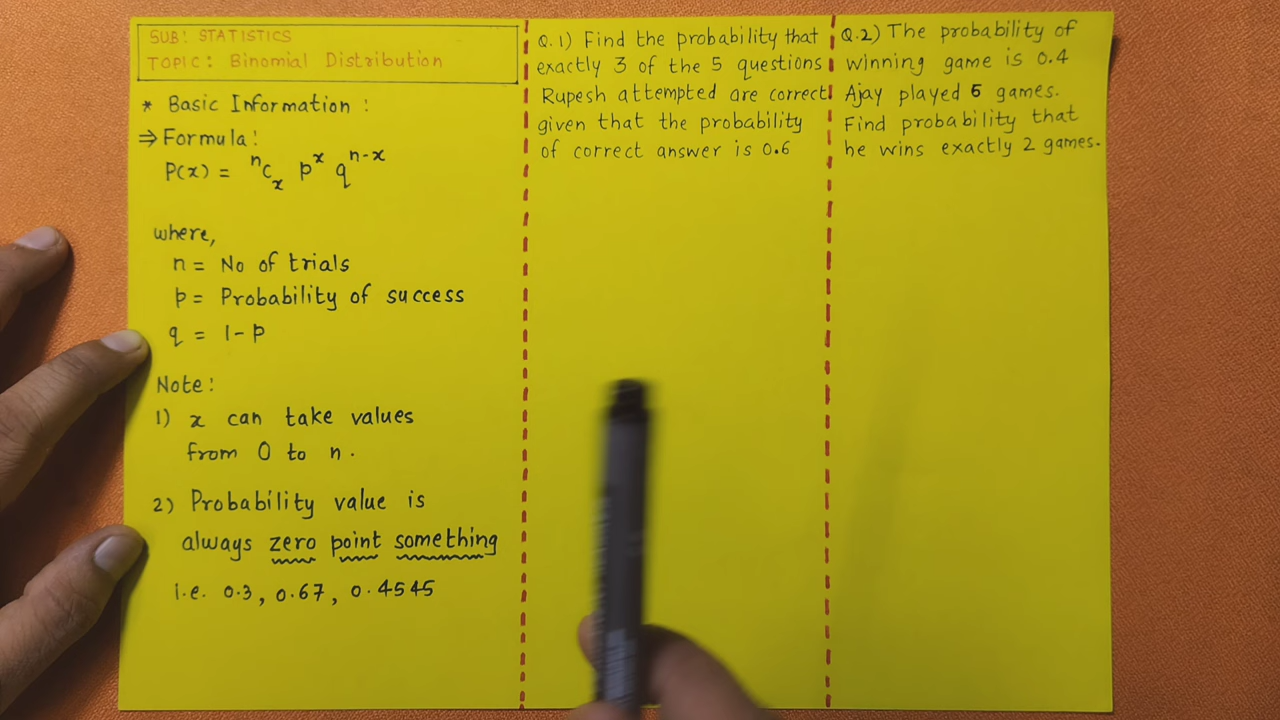 SUB: STATISTICS
TOPIC: Binomial Distribution
* Basic Information :
⇒ Formula:
P(x) = ⁿCₓ pˣ qⁿ⁻ˣ
where,
n = No of trials
p = Probability of success
q = 1 - p
Note:
1) x can take values
from 0 to n.
2) Probability value is
always zero point something
i.e. 0.3, 0.67, 0.4545
Q.1) Find the probability that
exactly 3 of the 5 questions
Rupesh attempted are correct
given that the probability
of correct answer is 0.6
Q.2) The probability of
winning game is 0.4
Ajay played 5 games.
Find probability that
he wins exactly 2 games.